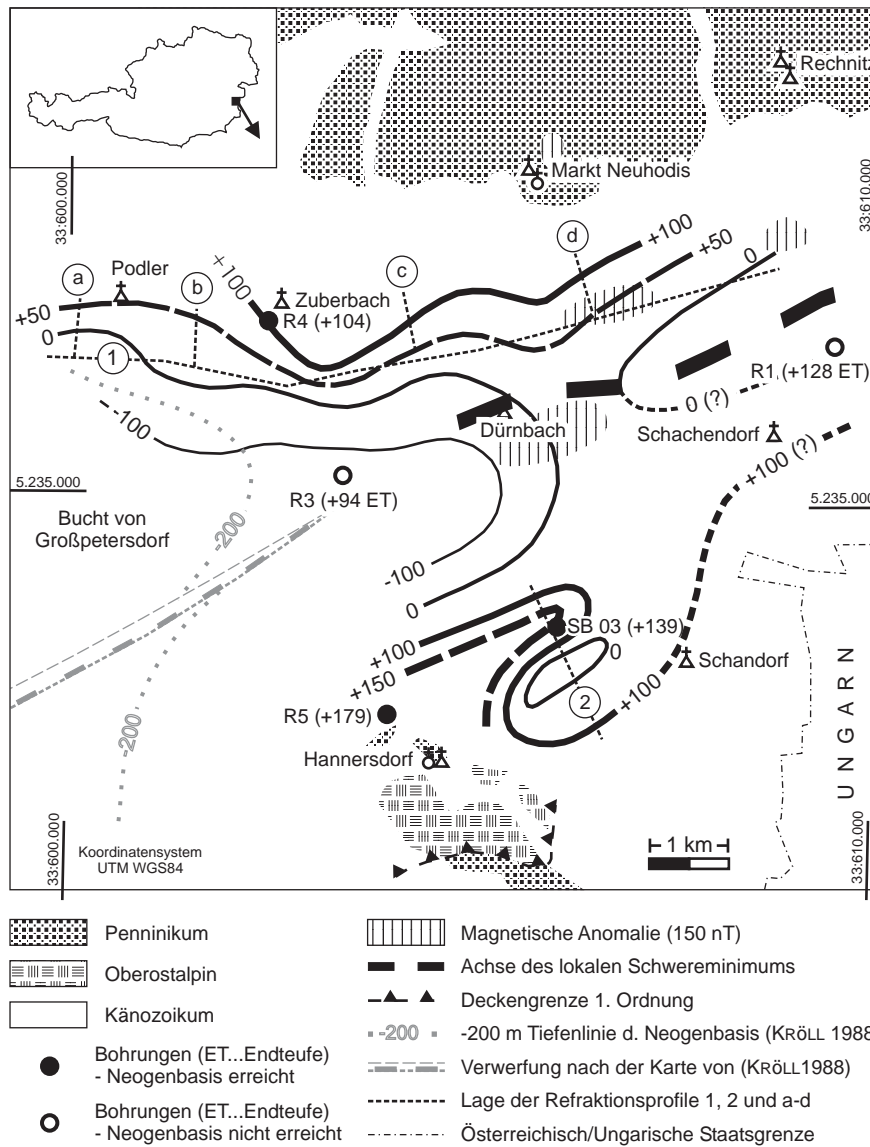 Rechnitz
Markt Neuhodis
33:600.000
33:610.000
+100
+50
0
d
c
a
Podler
b
+100
Zuberbach
R4 (+104)
+50
0
1
R1 (+128 ET)
0 (?)
-100
Dürnbach
Schachendorf
+100 (?)
5.235.000
R3 (+94 ET)
5.235.000
Bucht von
Großpetersdorf
-200
-100
0
SB 03 (+139)
+100
0
Schandorf
+150
+100
2
R5 (+179)
-200
Hannersdorf
UNGARN
33:600.000
33:610.000
Koordinatensystem
UTM WGS84
1 km
Penninikum
Oberostalpin
Känozoikum
Bohrungen (ET...Endteufe)
- Neogenbasis erreicht
Bohrungen (ET...Endteufe)
- Neogenbasis nicht erreicht
Magnetische Anomalie (150 nT)
Achse des lokalen Schwereminimums
Deckengrenze 1. Ordnung
-200 -200 m Tiefenlinie d. Neogenbasis (KRÖLL 1988
Verwerfung nach der Karte von (KRÖLL1988)
Lage der Refraktionsprofile 1, 2 und a-d
Österreichisch/Ungarische Staatsgrenze